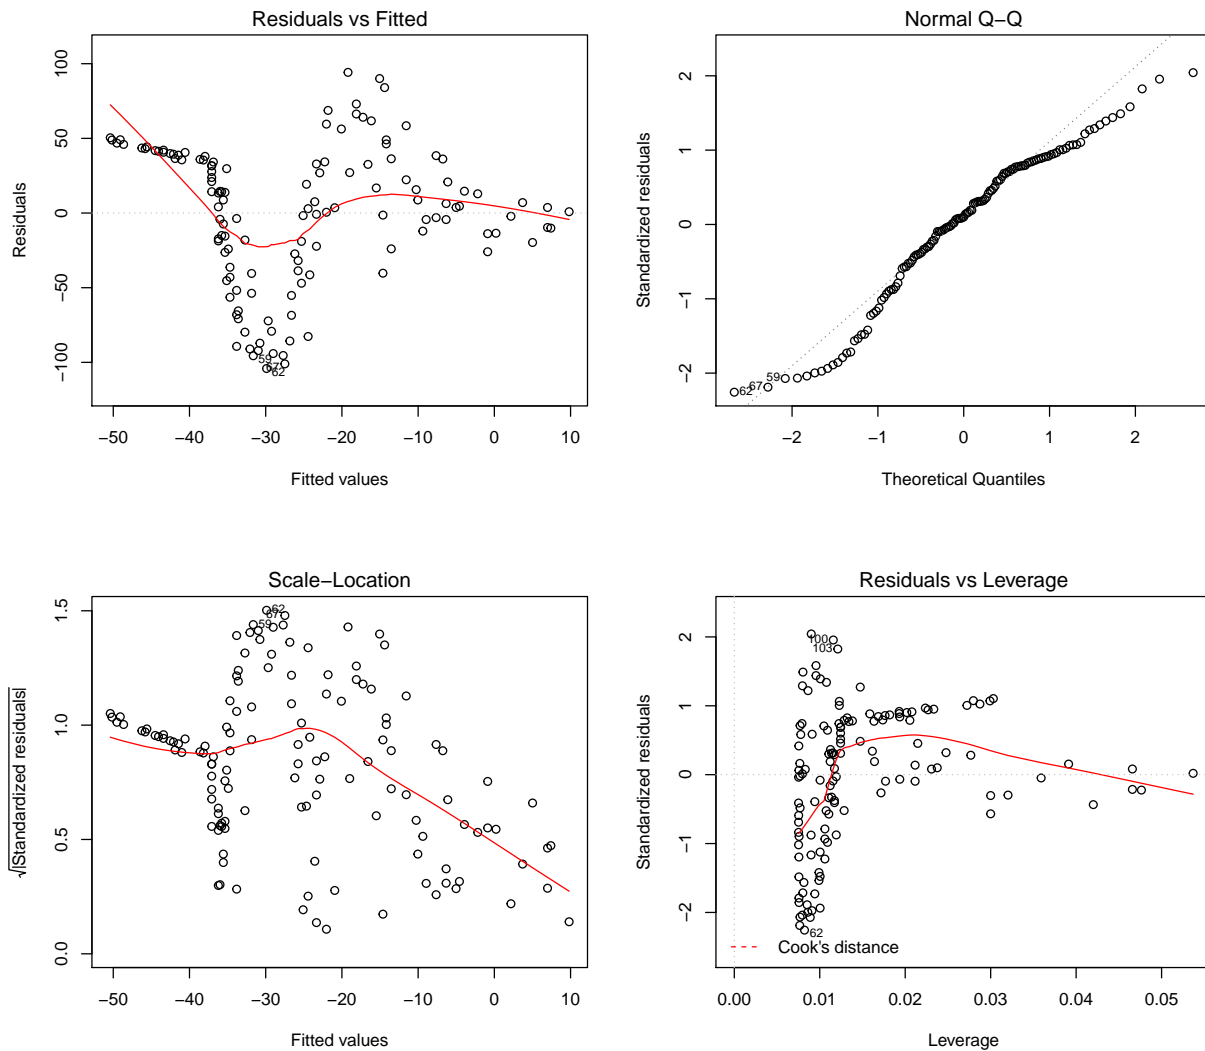 Residuals vs Fitted
Residuals
100
50
0
−50
−100
59
67
62
−50 −40 −30 −20 −10 0 10
Fitted values
Normal Q−Q
Standardized residuals
2
1
0
−1
−2
62
67
59
−2 −1 0 1 2
Theoretical Quantiles
Scale−Location
√|Standardized residuals|
1.5
1.0
0.5
0.0
62
67
59
−50 −40 −30 −20 −10 0 10
Fitted values
Residuals vs Leverage
Standardized residuals
2
1
0
−1
−2
100
103
62
Cook's distance
0.00 0.01 0.02 0.03 0.04 0.05
Leverage